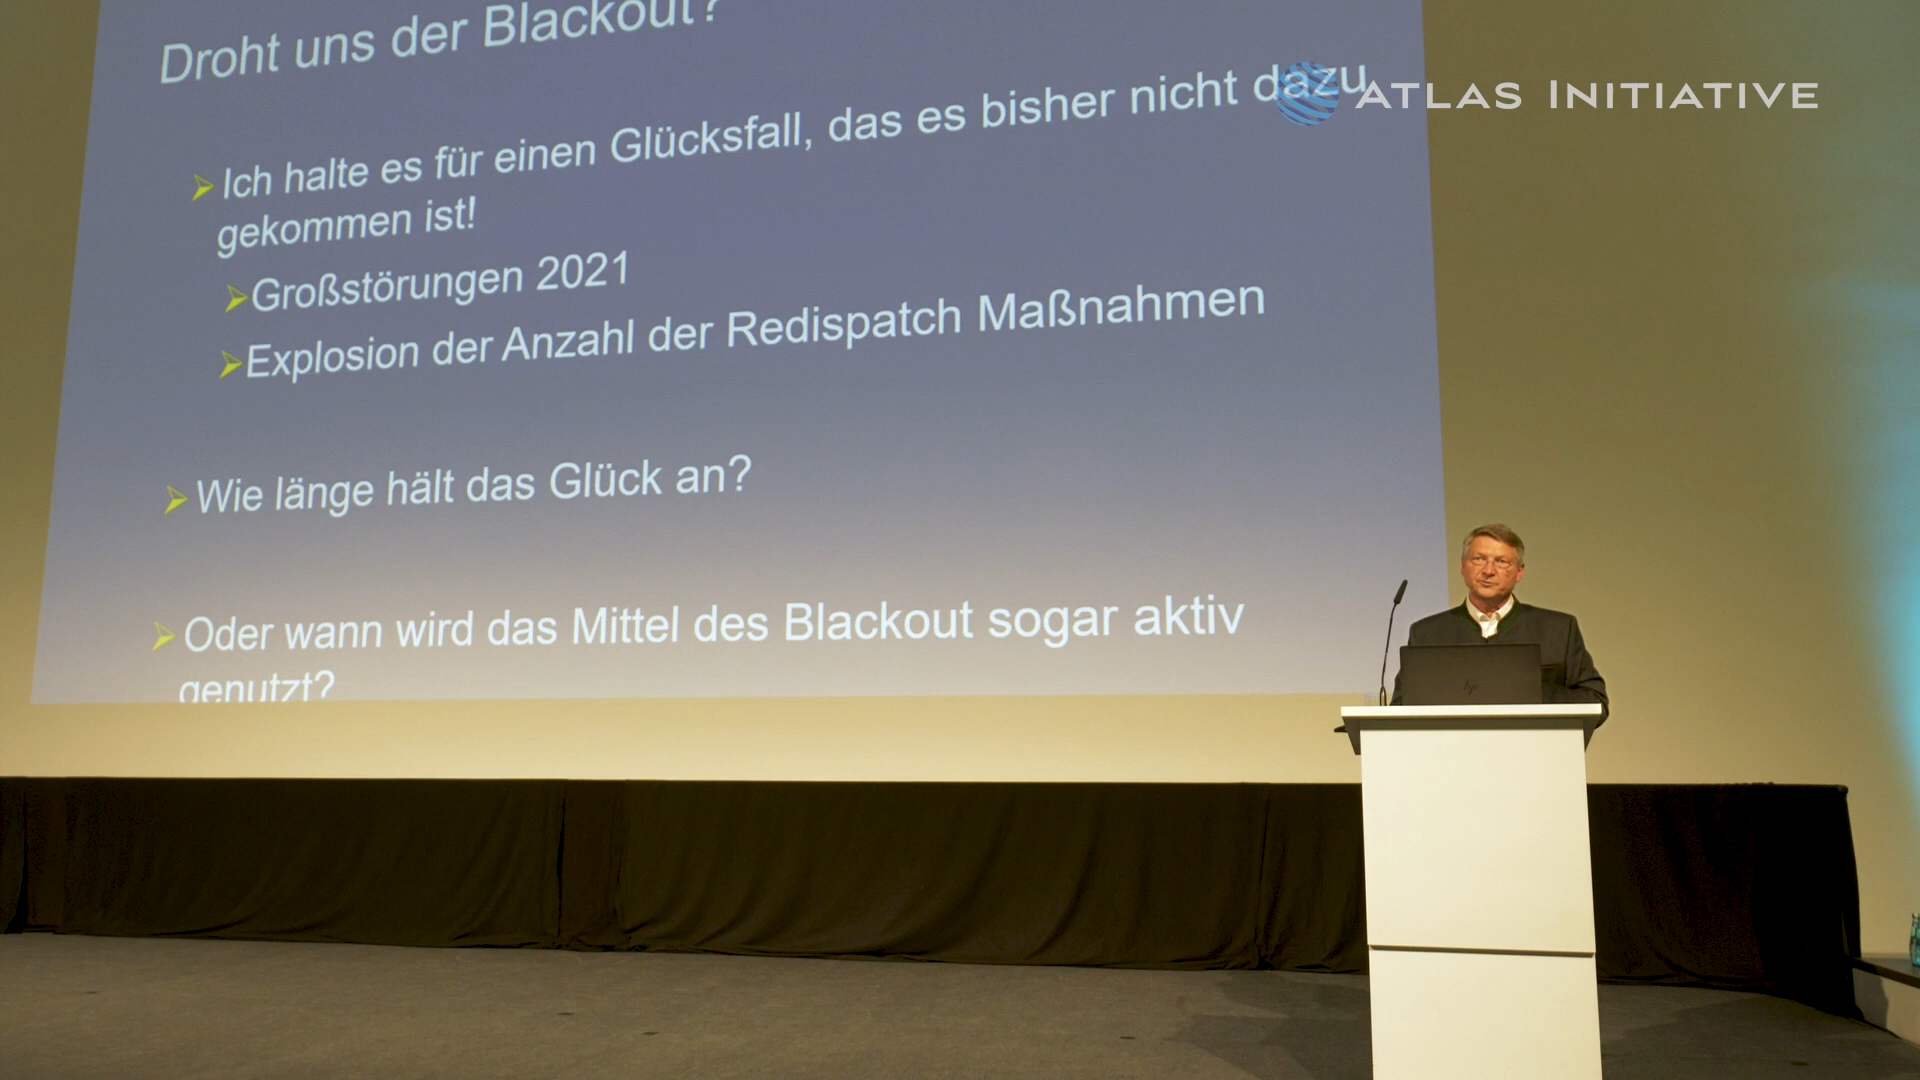 Droht uns der Blackout?
ATLAS INITIATIVE
Ich halte es für einen Glücksfall, das es bisher nicht dazu
gekommen ist!
Großstörungen 2021
Explosion der Anzahl der Redispatch Maßnahmen
Wie länge hält das Glück an?
Oder wann wird das Mittel des Blackout sogar aktiv
genutzt?
hp